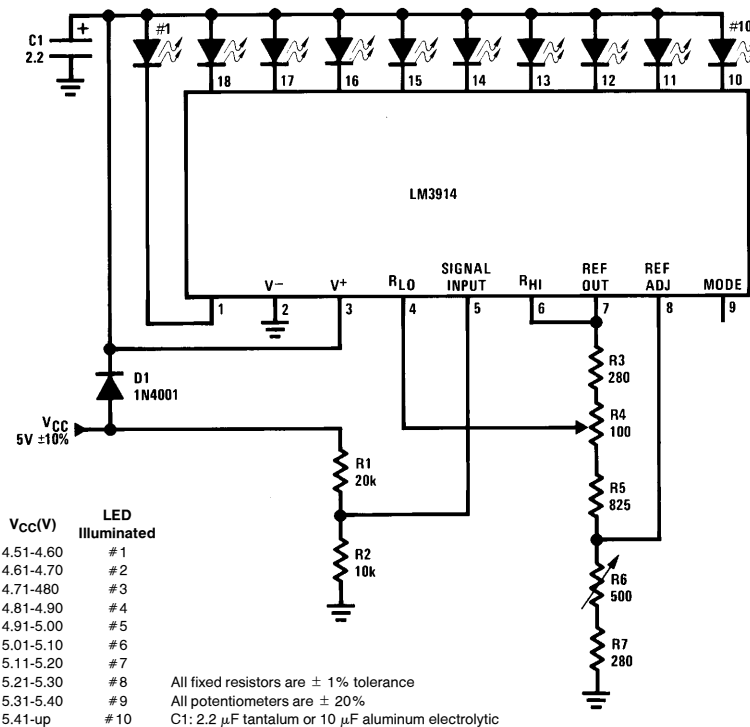 C1
2.2
+
#1
#10
18 17 16 15 14 13 12 11 10
LM3914
V− V+ RLO SIGNAL INPUT RHI REF OUT REF ADJ MODE
1 2 3 4 5 6 7 8 9
D1
1N4001
R3
280
R4
100
VCC
5V ±10%
R1
20k
R5
825
R2
10k
R6
500
R7
280
VCC(V) LED Illuminated
4.51-4.60 #1
4.61-4.70 #2
4.71-480 #3
4.81-4.90 #4
4.91-5.00 #5
5.01-5.10 #6
5.11-5.20 #7
5.21-5.30 #8
5.31-5.40 #9
5.41-up #10
All fixed resistors are ± 1% tolerance
All potentiometers are ± 20%
C1: 2.2 μF tantalum or 10 μF aluminum electrolytic